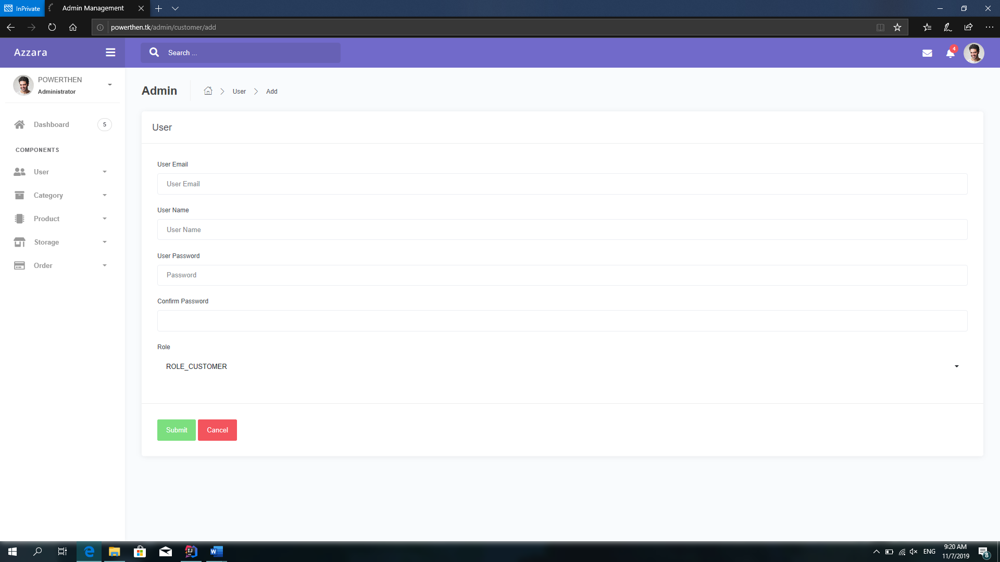 InPrivate
Admin Management
powerthen.tk/admin/customer/add
Azzara
Search ...
4
POWERTHEN
Administrator
Admin
User
Add
Dashboard
5
COMPONENTS
User
Category
Product
Storage
Order
User
User Email
User Email
User Name
User Name
User Password
Password
Confirm Password
Role
ROLE_CUSTOMER
Submit
Cancel
ENG
9:20 AM
11/7/2019
8